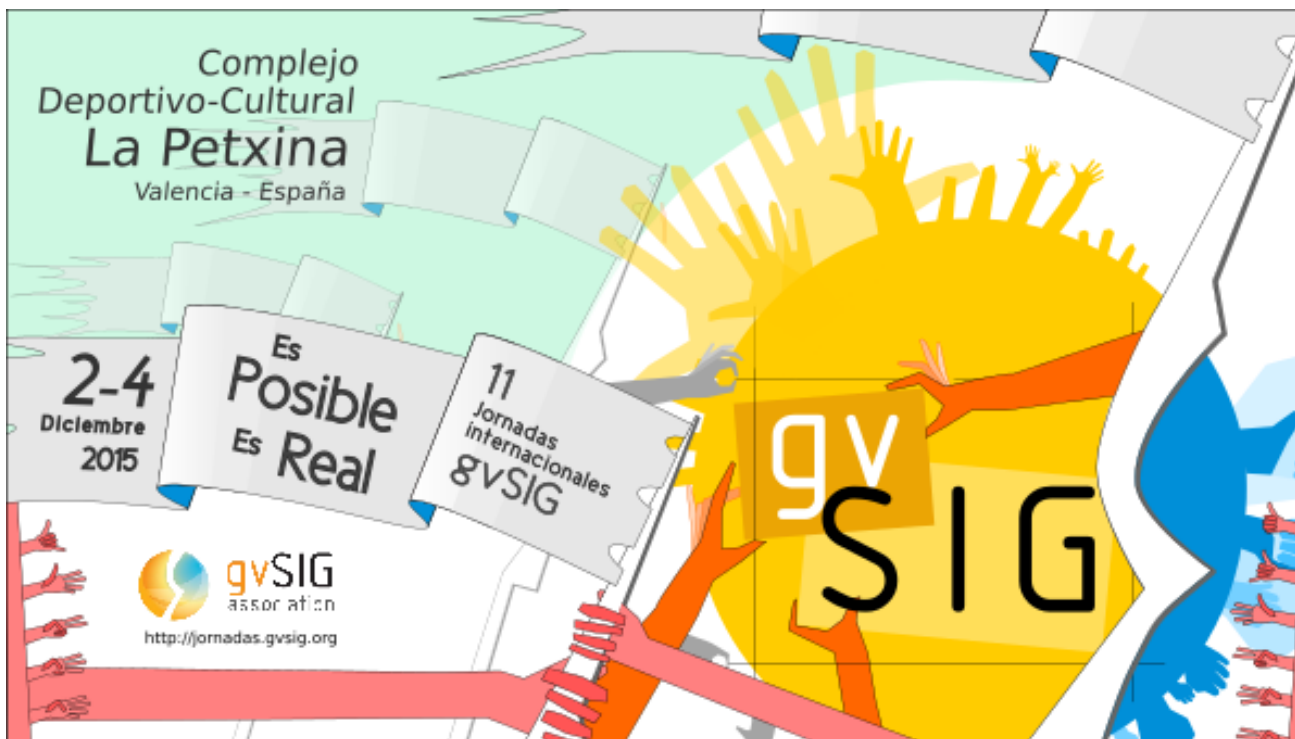 Complejo
Deportivo-Cultural
La Petxina
Valencia - España
2-4
Diciembre
2015
Es
Posible
Es Real
11
Jornadas
internacionales
gvSIG
gv
SIG
gvSIG
association
http://jornadas.gvsig.org